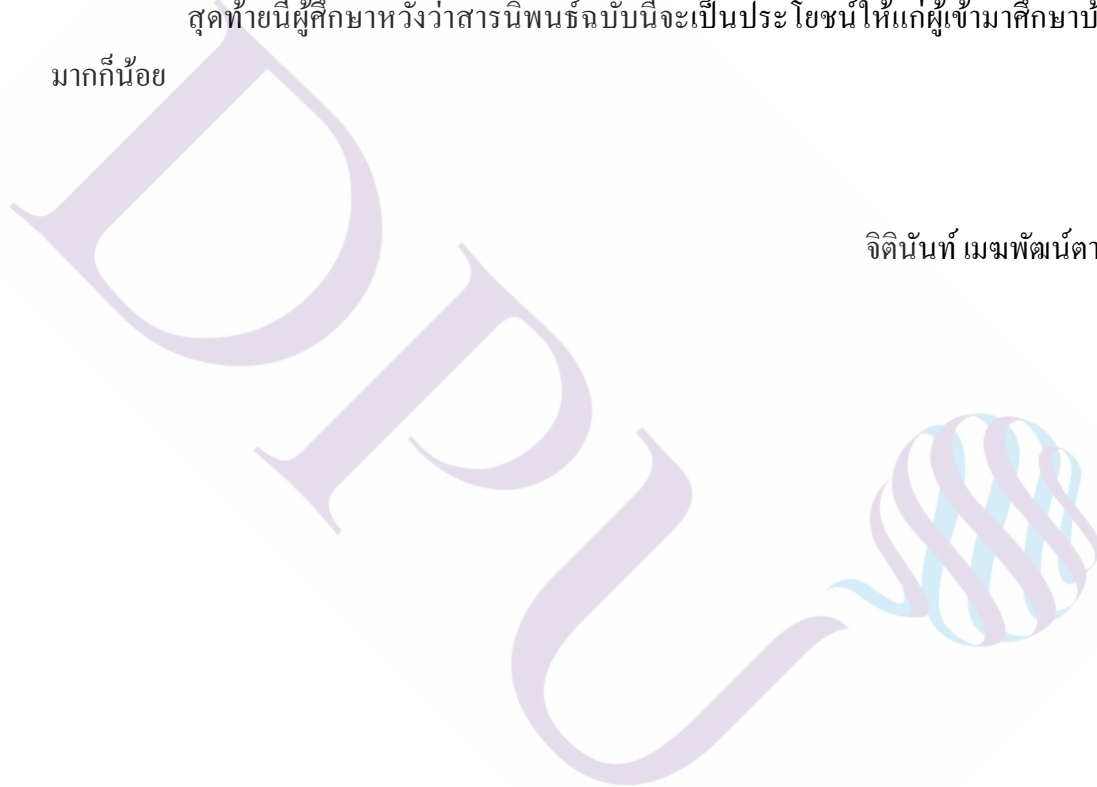 สุดท้ายนี้ผู้ศึกษาหวังว่าสารนิพนธ์ฉบับนี้จะเป็นประโยชน์ให้แก่ผู้เข้ามาศึกษา
มากก็น้อย
จิตินันท์ เมฆพัฒน์ตา
DPU